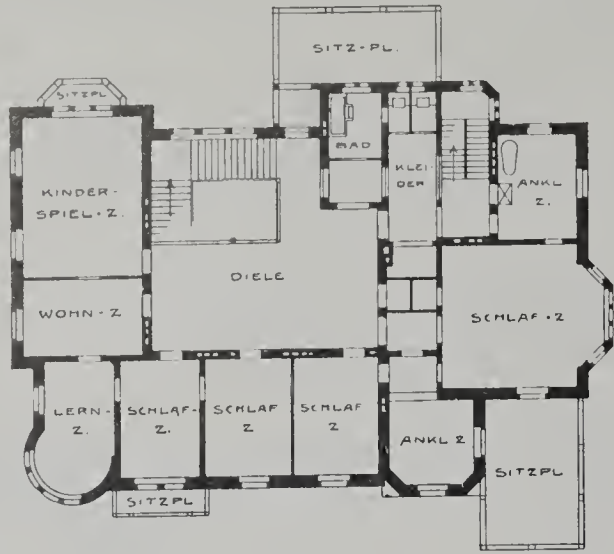 SITZ-PL.
SITZPL
BAD
KLEI-
DER
ANKL
Z.
KINDER-
SPIEL-Z.
DIELE
WOHN-Z
SCHLAF-Z
LERN-
Z.
SCHLAF-
Z.
SCHLAF
Z
SCHLAF
Z
ANKL Z
SITZPL
SITZPL